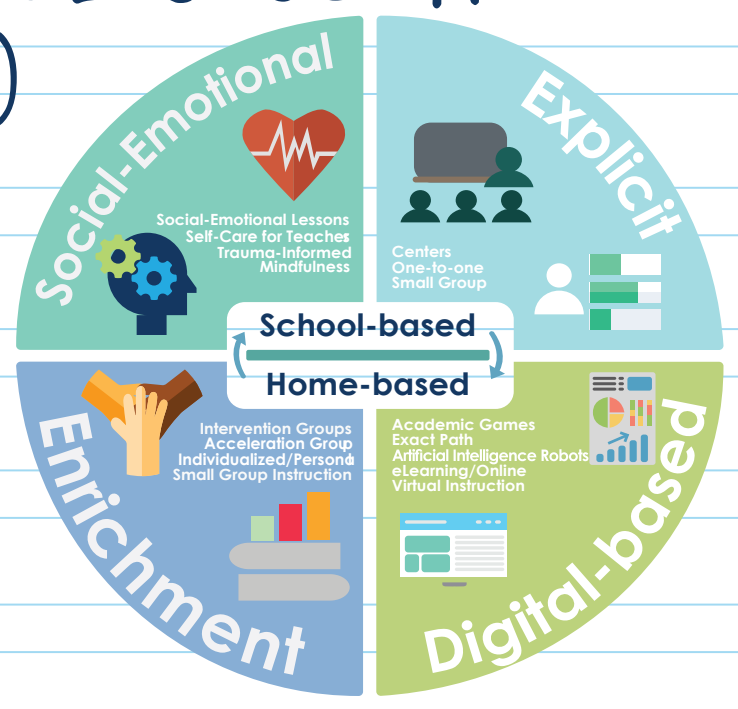 Social-Emotional
Social-Emotional Lessons
Self-Care for Teaches
Trauma-Informed
Mindfulness
Explicit
Centers
One-to-one
Small Group
School-based
Home-based
Enrichment
Intervention Groups
Acceleration Group
Individualized/Persona
Small Group Instruction
Digital-based
Academic Games
Exact Path
Artificial Intelligence Robots
eLearning/Online
Virtual Instruction